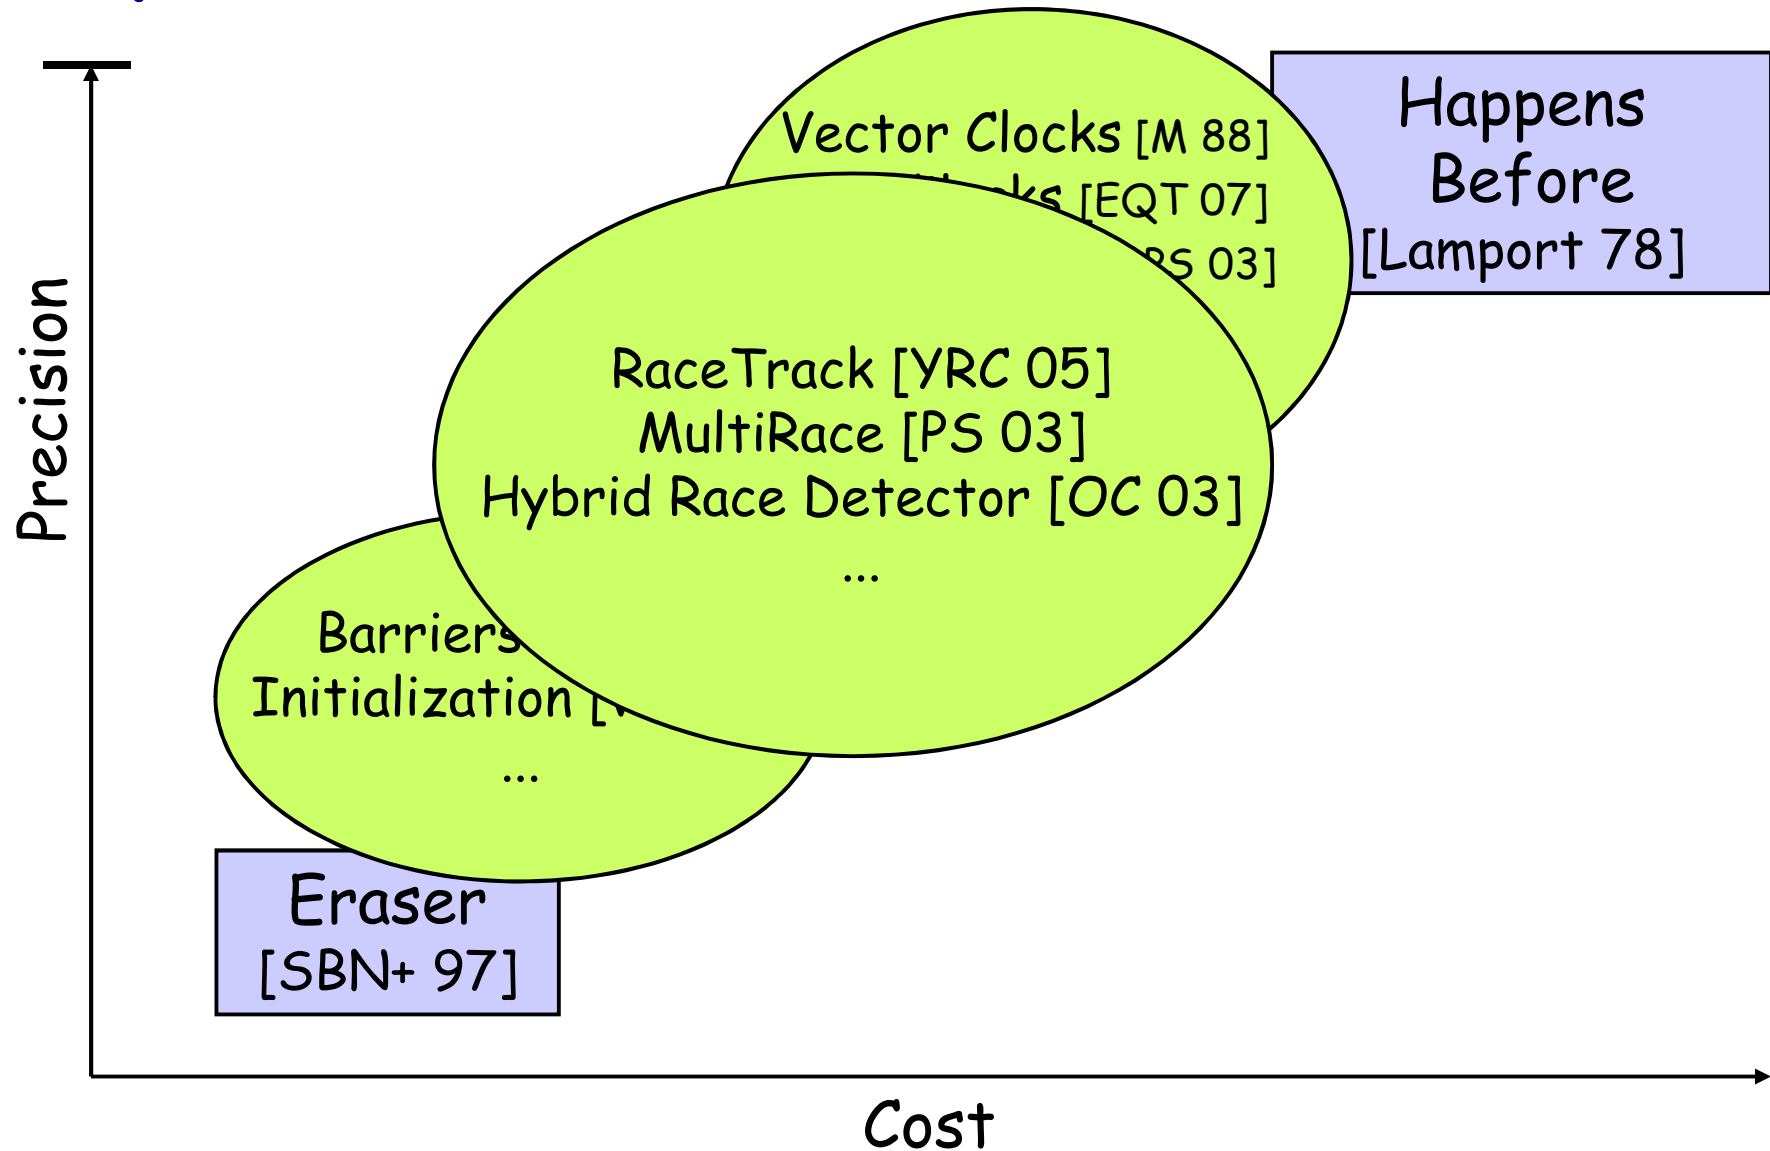 Precision
Vector Clocks [M 88]
[EQT 07]
03]
Happens
Before
[Lamport 78]
RaceTrack [YRC 05]
MultiRace [PS 03]
Hybrid Race Detector [OC 03]
...
Barriers
Initialization [
...
Eraser
[SBN+ 97]
Cost